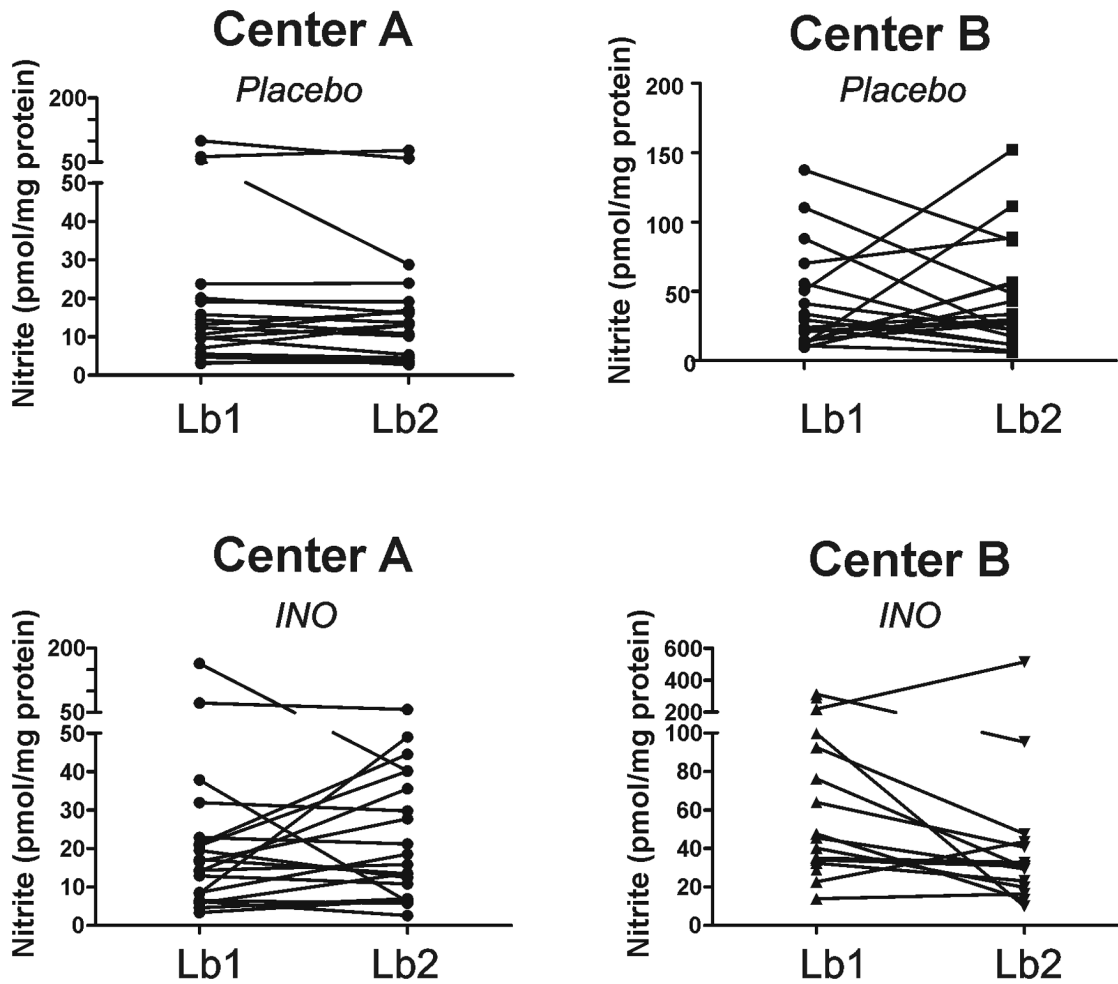 Center A
Placebo
Nitrite (pmol/mg protein)
200
50
50
40
30
20
10
0
Lb1 Lb2
Center B
Placebo
Nitrite (pmol/mg protein)
200
150
100
50
0
Lb1 Lb2
Center A
INO
Nitrite (pmol/mg protein)
200
50
50
40
30
20
10
0
Lb1 Lb2
Center B
INO
Nitrite (pmol/mg protein)
600
400
200
100
80
60
40
20
0
Lb1 Lb2